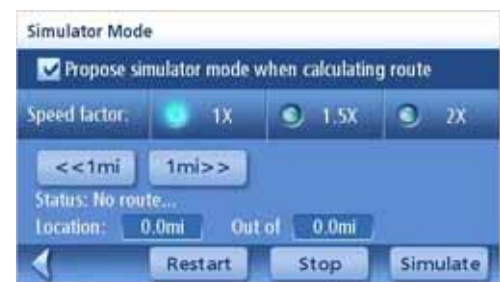 Simulator Mode
Propose simulator mode when calculating route
Speed factor: 1X 1.5X 2X
<<1mi 1mi>>
Status: No route...
Location: 0.0mi Out of 0.0mi
Restart Stop Simulate